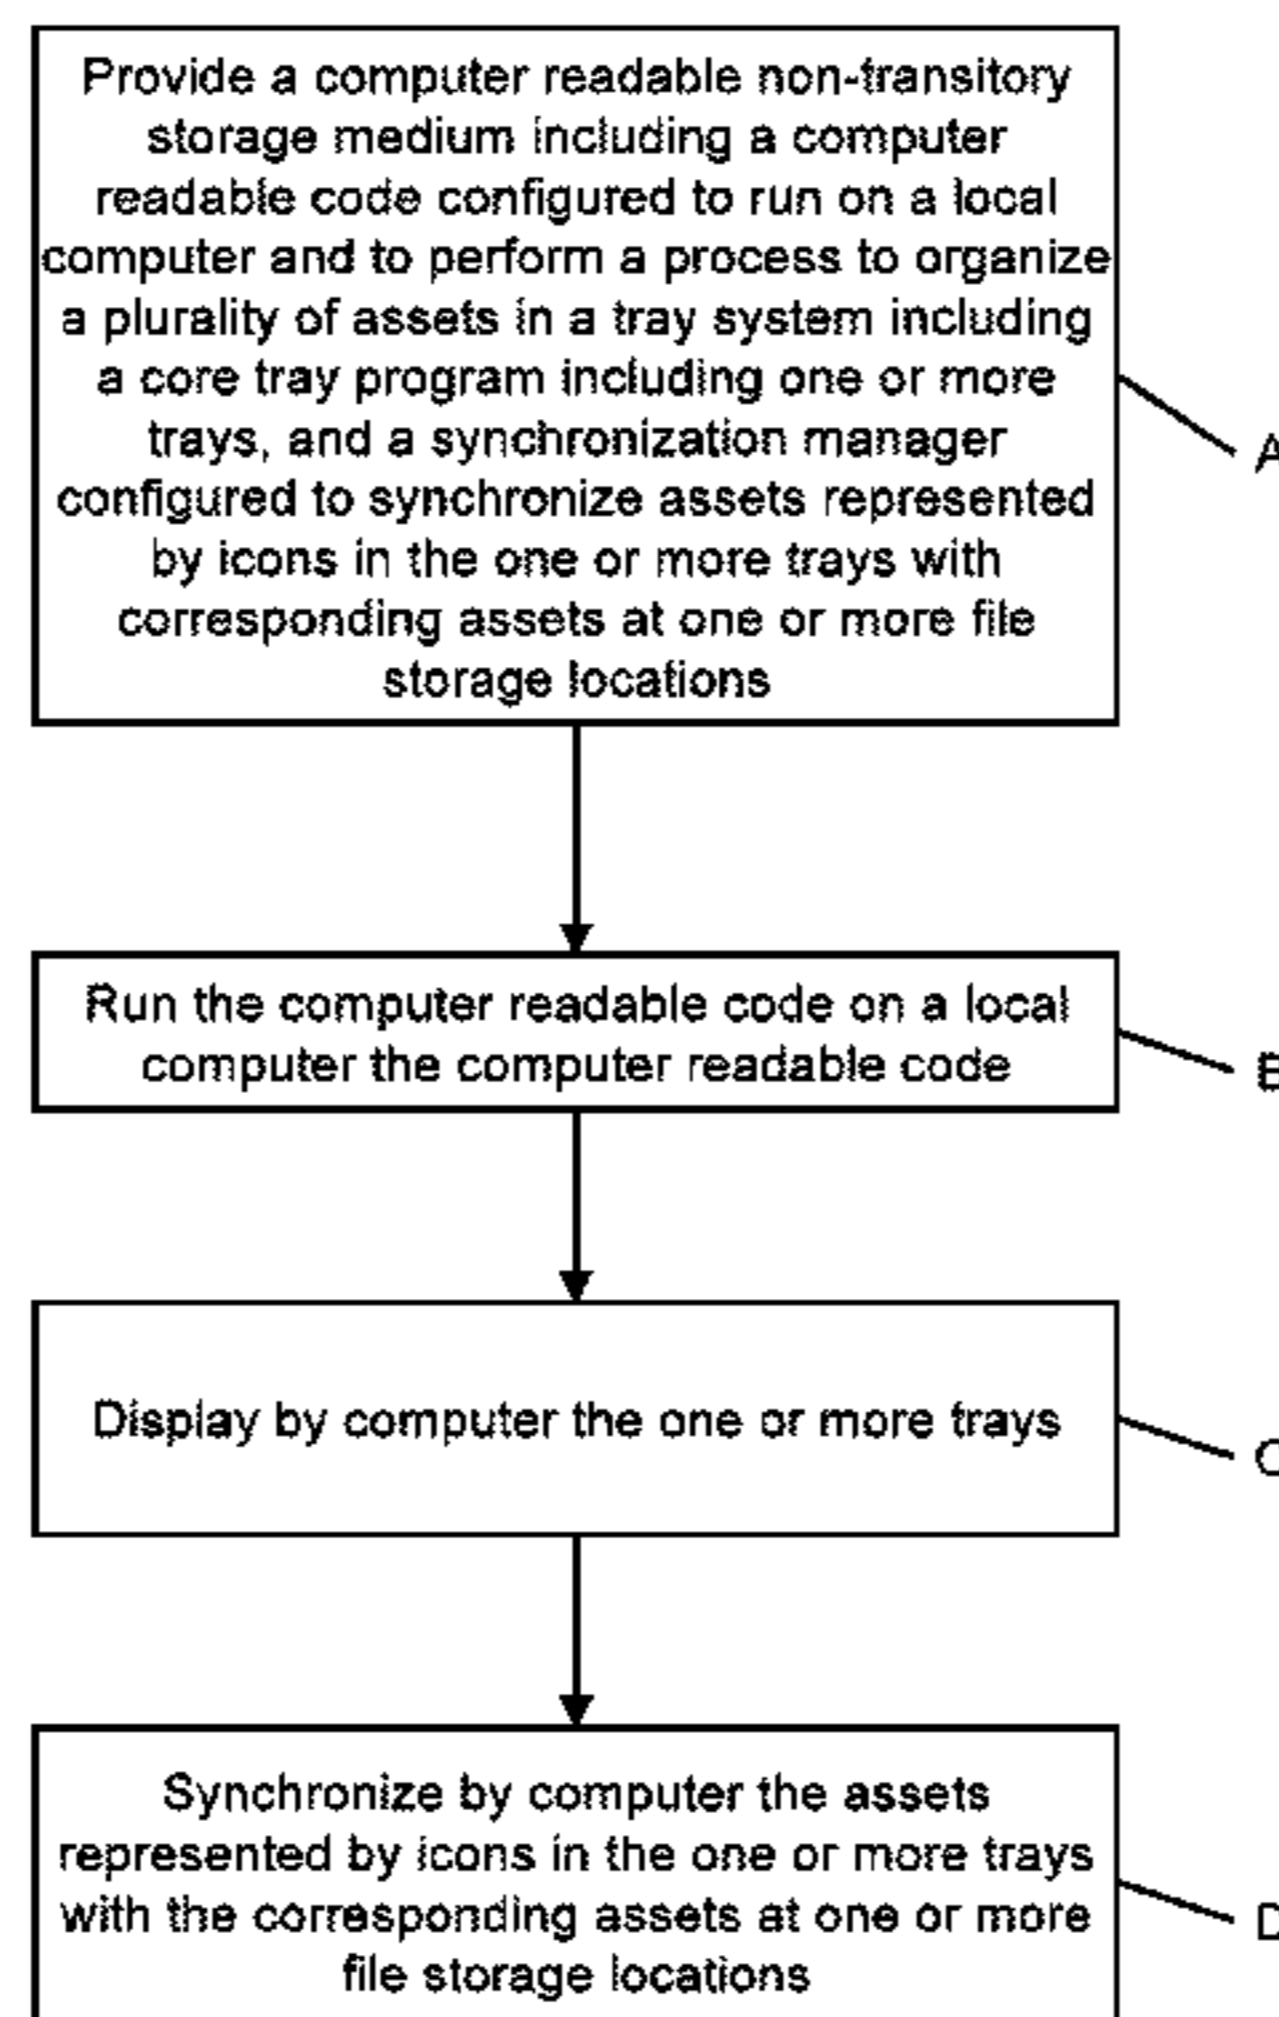 Provide a computer readable non-transitory
storage medium including a computer
readable code configured to run on a local
computer and to perform a process to organize
a plurality of assets in a tray system including
a core tray program including one or more
trays, and a synchronization manager
configured to synchronize assets represented
by icons in the one or more trays with
corresponding assets at one or more file
storage locations
A
Run the computer readable code on a local
computer the computer readable code
B
Display by computer the one or more trays
C
Synchronize by computer the assets
represented by icons in the one or more trays
with the corresponding assets at one or more
file storage locations
D